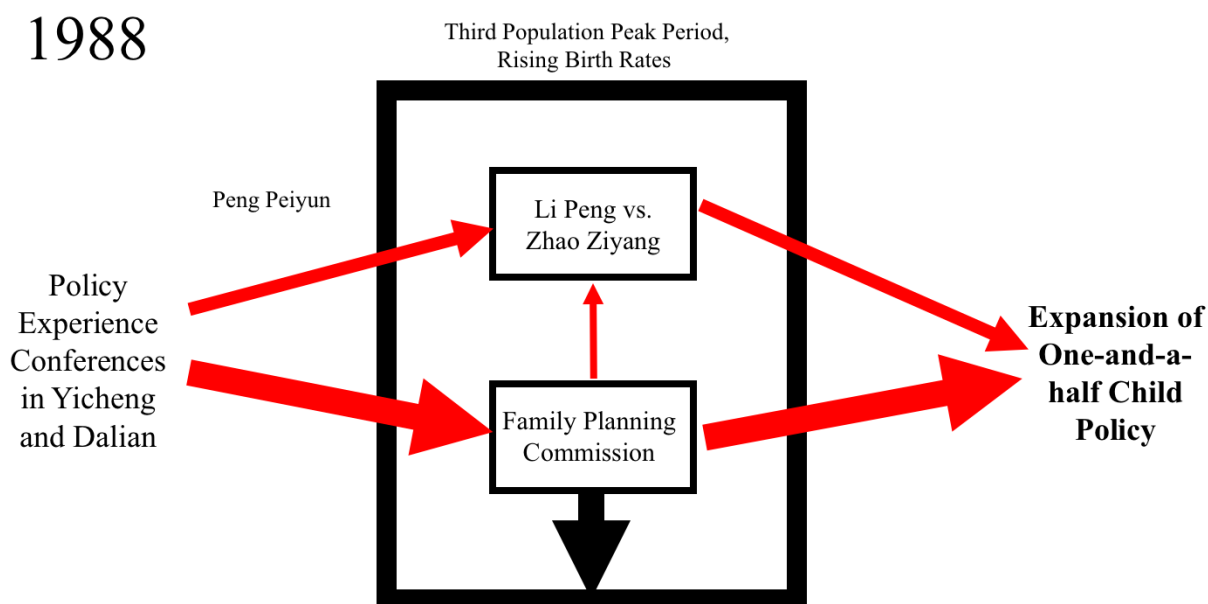 1988
Third Population Peak Period,
Rising Birth Rates
Peng Peiyun
Li Peng vs.
Zhao Ziyang
Policy
Experience
Conferences
in Yicheng
and Dalian
Family Planning
Commission
Expansion of
One-and-a-
half Child
Policy